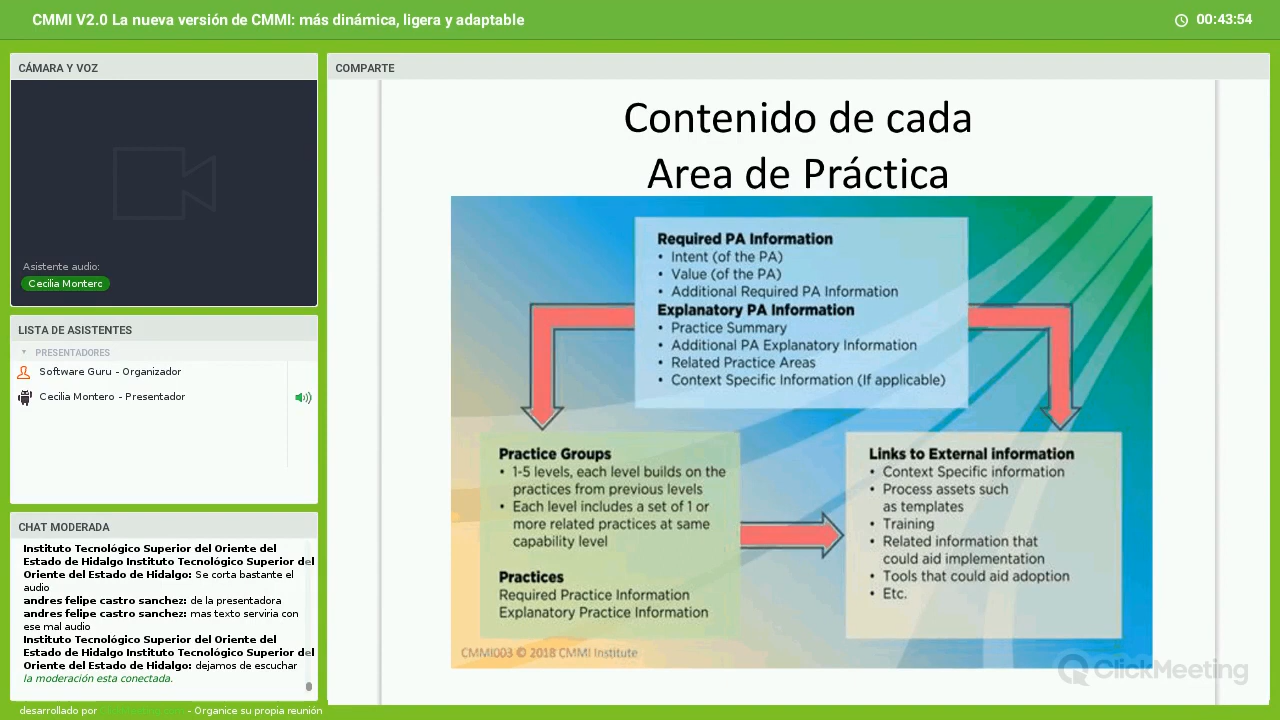 CMMI V2.0 La nueva versión de CMMI: más dinámica, ligera y adaptable
00:43:54
CÁMARA Y VOZ
Asistente audio:
Cecilia Montero
LISTA DE ASISTENTES
PRESENTADORES
Software Guru - Organizador
Cecilia Montero - Presentador
CHAT MODERADA
Instituto Tecnológico Superior del Oriente del
Estado de Hidalgo Instituto Tecnológico Superior del
Oriente del Estado de Hidalgo: Se corta bastante el
audio
andres felipe castro sanchez: de la presentadora
andres felipe castro sanchez: mas texto serviria con
ese mal audio
Instituto Tecnológico Superior del Oriente del
Estado de Hidalgo Instituto Tecnológico Superior del
Oriente del Estado de Hidalgo: dejamos de escuchar
la moderación esta conectada.
desarrollado por - Organice su propia reunión
COMPARTE
Contenido de cada
Area de Práctica
Required PA Information
• Intent (of the PA)
• Value (of the PA)
• Additional Required PA Information
Explanatory PA Information
• Practice Summary
• Additional PA Explanatory Information
• Related Practice Areas
• Context Specific Information (If applicable)
Practice Groups
• 1-5 levels, each level builds on the
practices from previous levels
• Each level includes a set of 1 or
more related practices at same
capability level
Practices
Required Practice Information
Explanatory Practice Information
Links to External information
• Context Specific information
• Process assets such
as templates
• Training
• Related information that
could aid implementation
• Tools that could aid adoption
• Etc.
CMMI003 © 2018 CMMI Institute
ClickMeeting